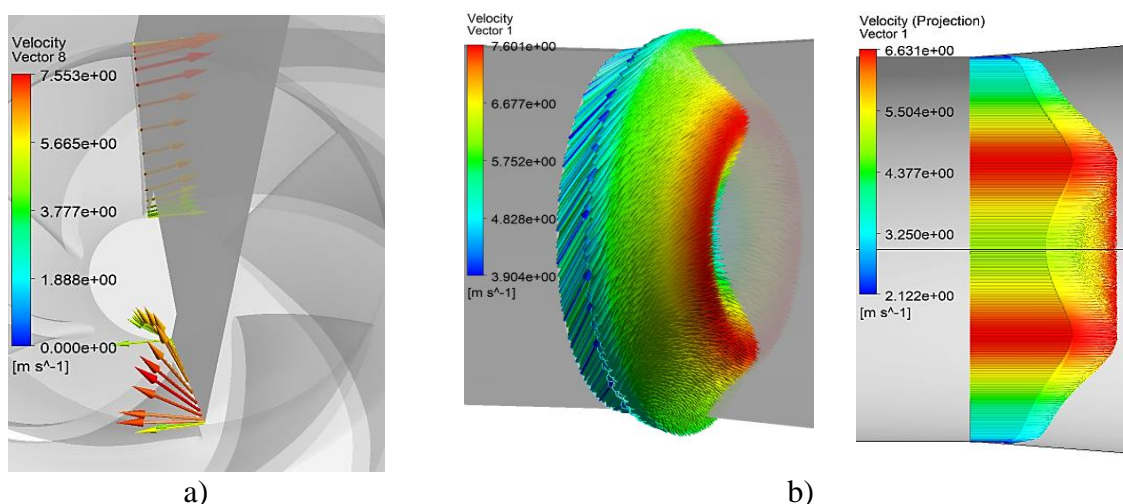 Velocity
Vector 8
7.553e+00
5.665e+00
3.777e+00
1.888e+00
0.000e+00
[m s^-1]
a)
Velocity
Vector 1
7.601e+00
6.677e+00
5.752e+00
4.828e+00
3.904e+00
[m s^-1]
Velocity (Projection)
Vector 1
6.631e+00
5.504e+00
4.377e+00
3.250e+00
2.122e+00
[m s^-1]
b)